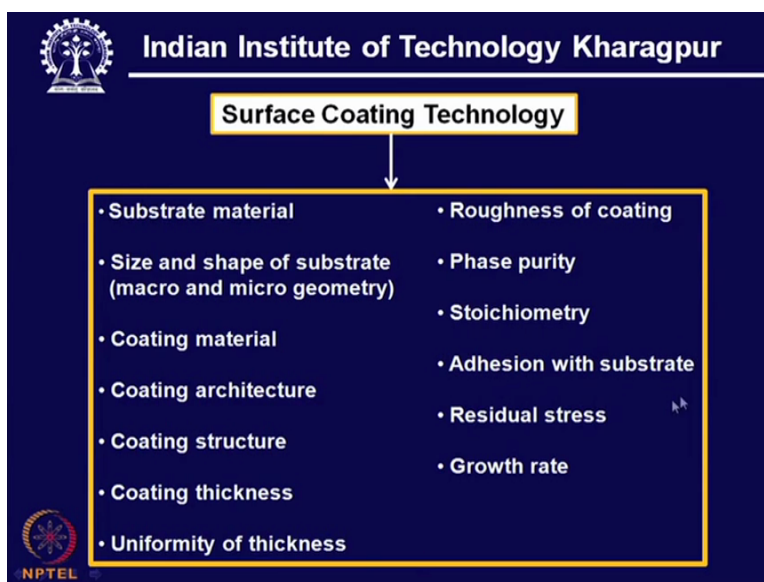 Indian Institute of Technology Kharagpur
Surface Coating Technology
• Substrate material
• Size and shape of substrate
(macro and micro geometry)
• Coating material
• Coating architecture
• Coating structure
• Coating thickness
• Uniformity of thickness
• Roughness of coating
• Phase purity
• Stoichiometry
• Adhesion with substrate
• Residual stress
• Growth rate
NPTEL